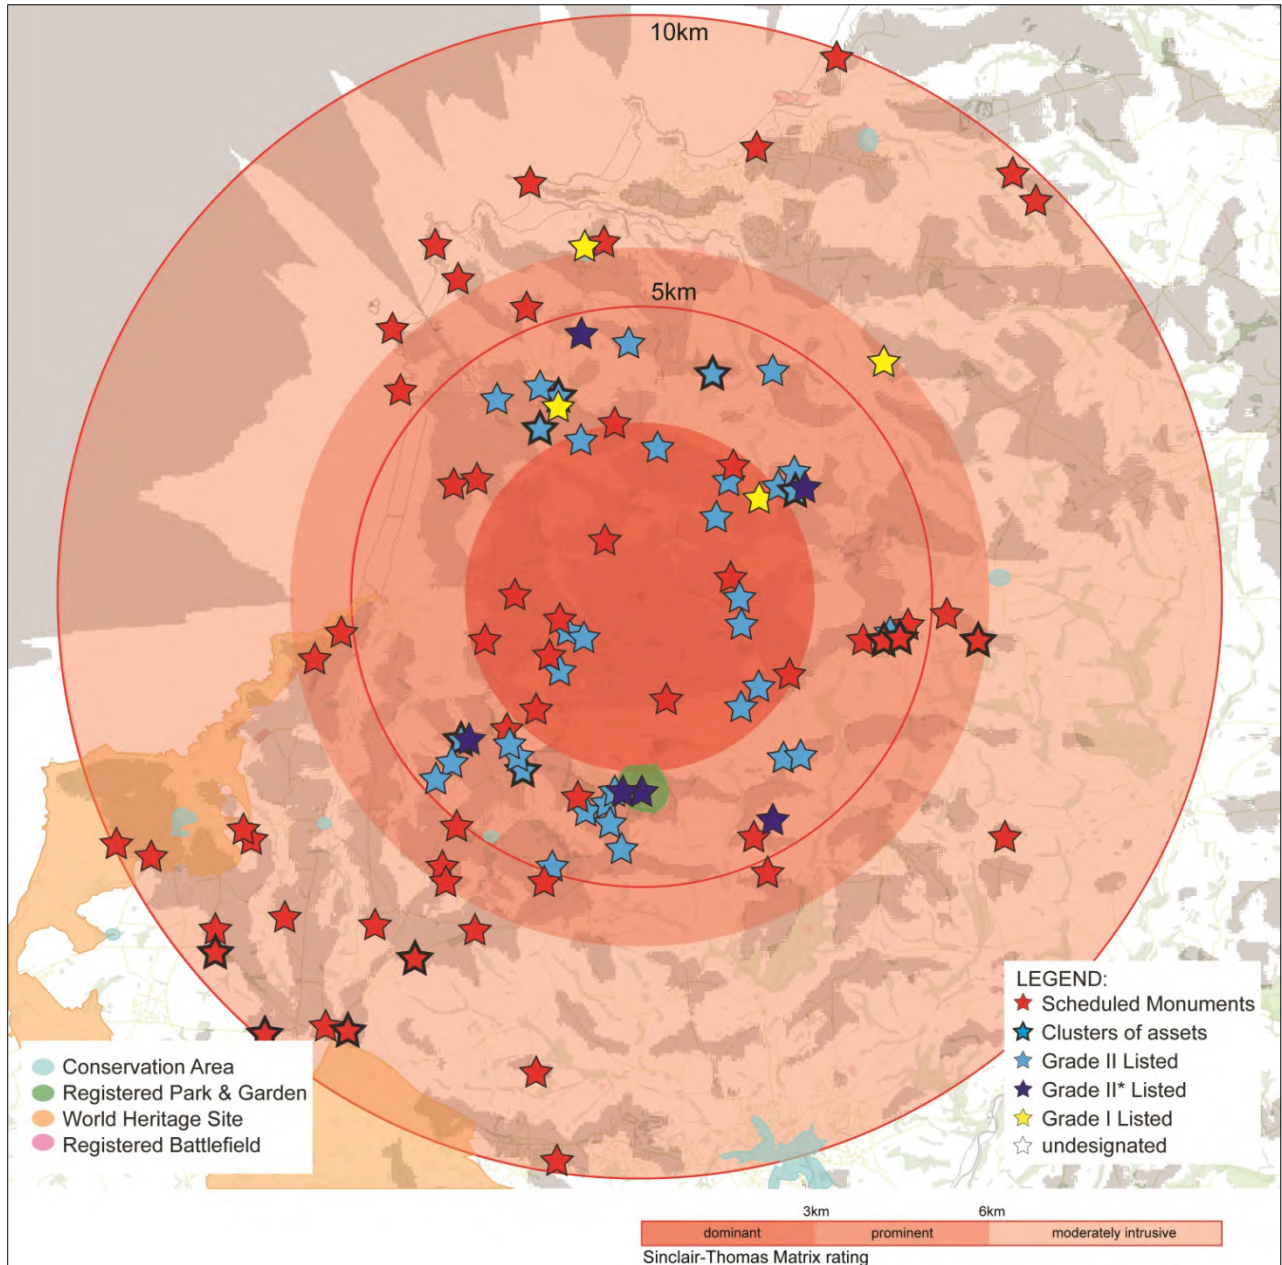 10km
5km
LEGEND:
Scheduled Monuments
Clusters of assets
Grade II Listed
Grade II* Listed
Grade I Listed
undesignated
Conservation Area
Registered Park & Garden
World Heritage Site
Registered Battlefield
3km 6km
dominant prominent moderately intrusive
Sinclair-Thomas Matrix rating